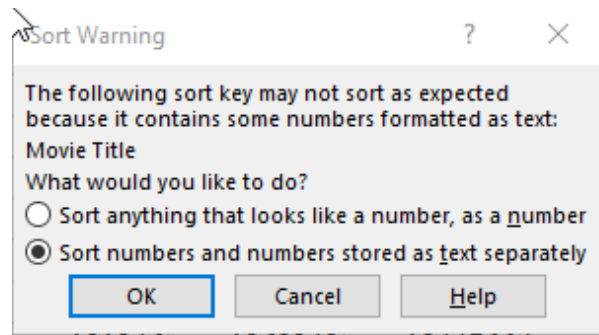 Sort Warning ?
The following sort key may not sort as expected
because it contains some numbers formatted as text:
Movie Title
What would you like to do?
Sort anything that looks like a number, as a number
Sort numbers and numbers stored as text separately
OK Cancel Help